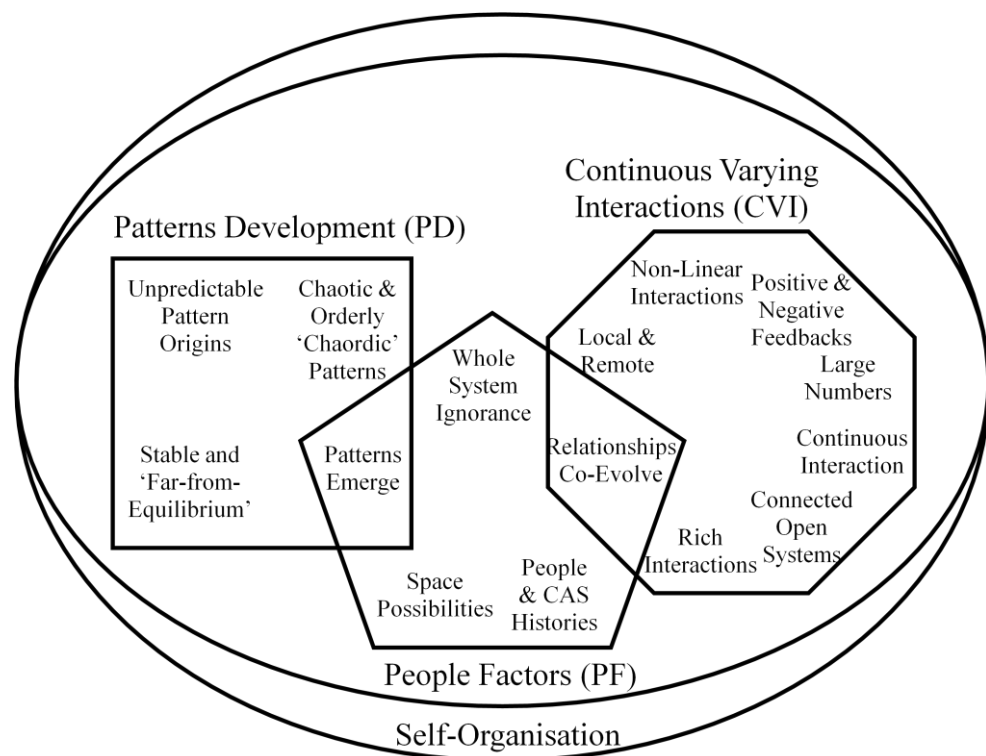 Continuous Varying
Interactions (CVI)
Patterns Development (PD)
Unpredictable
Pattern
Origins
Chaotic &
Orderly
‘Chaordic’
Patterns
Stable and
‘Far-from-
Equilibrium’
Patterns
Emerge
Whole
System
Ignorance
Space
Possibilities
People
& CAS
Histories
Non-Linear
Interactions
Positive &
Negative
Feedbacks
Local &
Remote
Large
Numbers
Relationships
Co-Evolve
Continuous
Interaction
Connected
Open
Systems
Rich
Interactions
People Factors (PF)
Self-Organisation